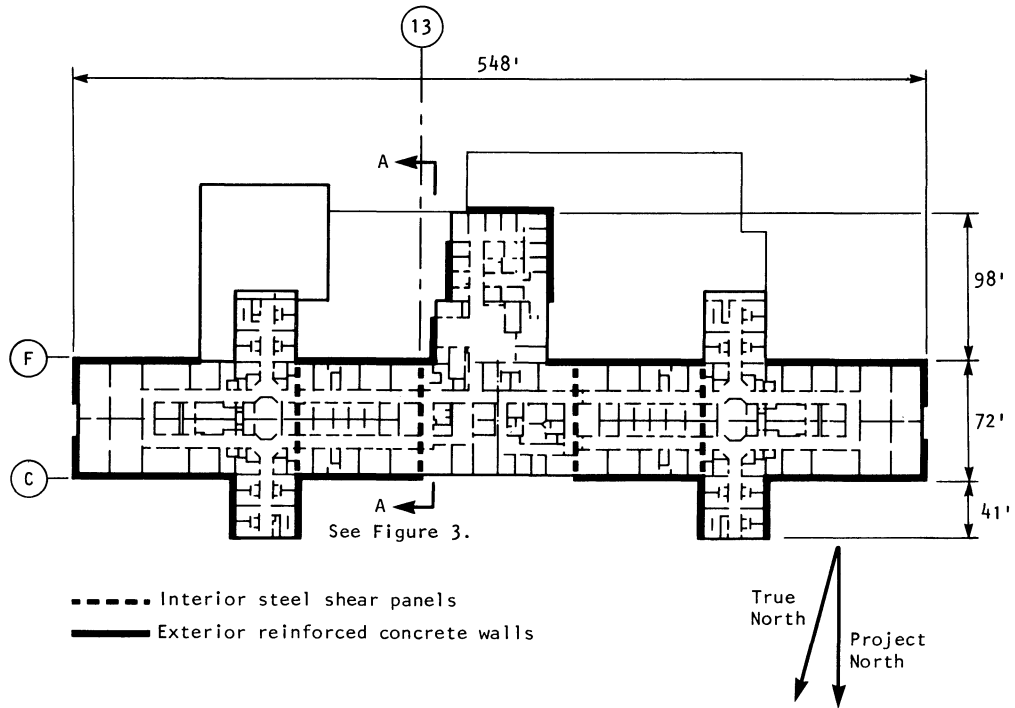 13
548'
A
98'
F
72'
C
A
41'
See Figure 3.
Interior steel shear panels
Exterior reinforced concrete walls
True
North
Project
North